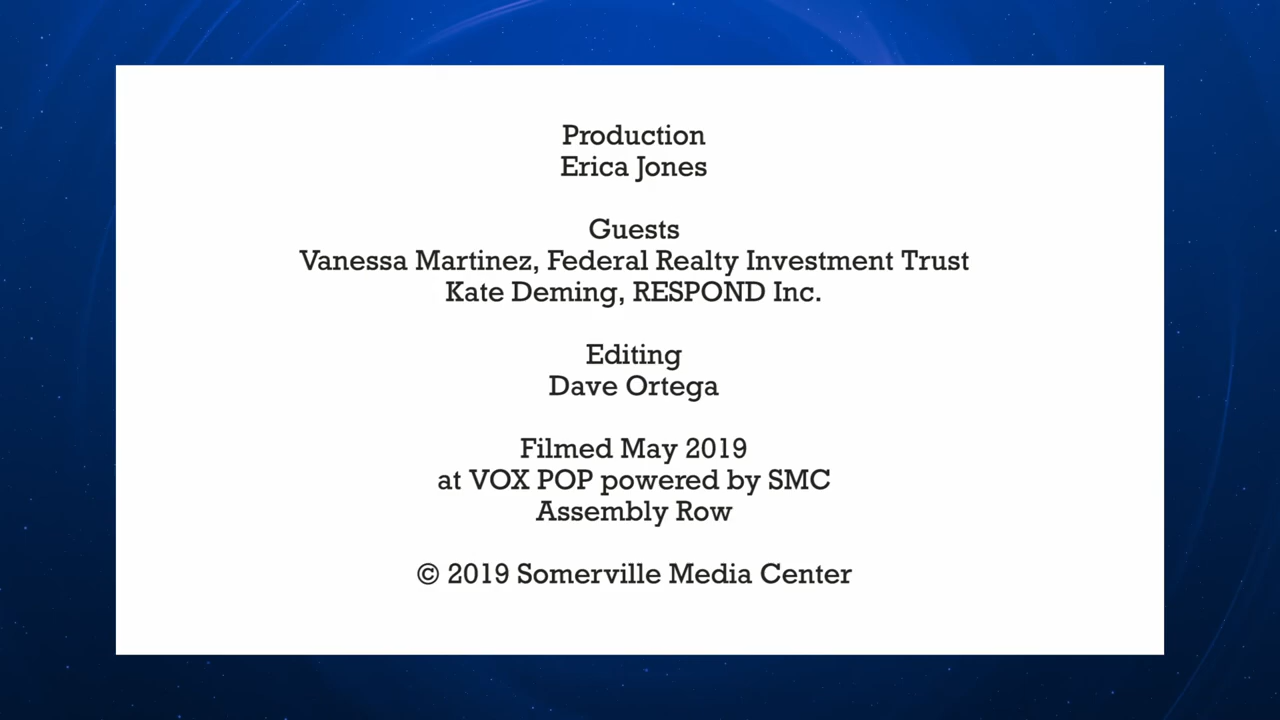 Production
Erica Jones
Guests
Vanessa Martinez, Federal Realty Investment Trust
Kate Deming, RESPOND Inc.
Editing
Dave Ortega
Filmed May 2019
at VOX POP powered by SMC
Assembly Row
© 2019 Somerville Media Center